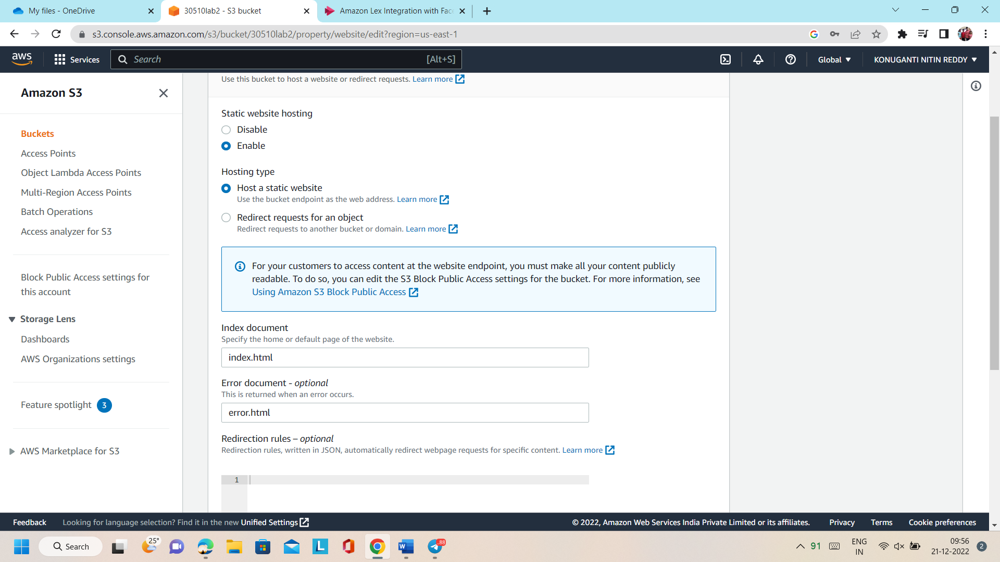 My files - OneDrive
30510lab2 - S3 bucket
Amazon Lex Integration with Face
s3.console.aws.amazon.com/s3/bucket/30510lab2/property/website/edit?region=us-east-1
aws
Services
Search
[Alt+S]
Global
KONUGANTI NITIN REDDY
Amazon S3
Buckets
Access Points
Object Lambda Access Points
Multi-Region Access Points
Batch Operations
Access analyzer for S3
Block Public Access settings for
this account
Storage Lens
Dashboards
AWS Organizations settings
Feature spotlight 3
AWS Marketplace for S3
Use this bucket to host a website or redirect requests. Learn more
Static website hosting
Disable
Enable
Hosting type
Host a static website
Use the bucket endpoint as the web address. Learn more
Redirect requests for an object
Redirect requests to another bucket or domain. Learn more
For your customers to access content at the website endpoint, you must make all your content publicly
readable. To do so, you can edit the S3 Block Public Access settings for the bucket. For more information, see
Using Amazon S3 Block Public Access
Index document
Specify the home or default page of the website.
index.html
Error document - optional
This is returned when an error occurs.
error.html
Redirection rules – optional
Redirection rules, written in JSON, automatically redirect webpage requests for specific content. Learn more
1
Feedback
Looking for language selection? Find it in the new Unified Settings
© 2022, Amazon Web Services India Private Limited or its affiliates.
Privacy
Terms
Cookie preferences
Search
25°
L
W
88
91
ENG
IN
09:56
21-12-2022
2